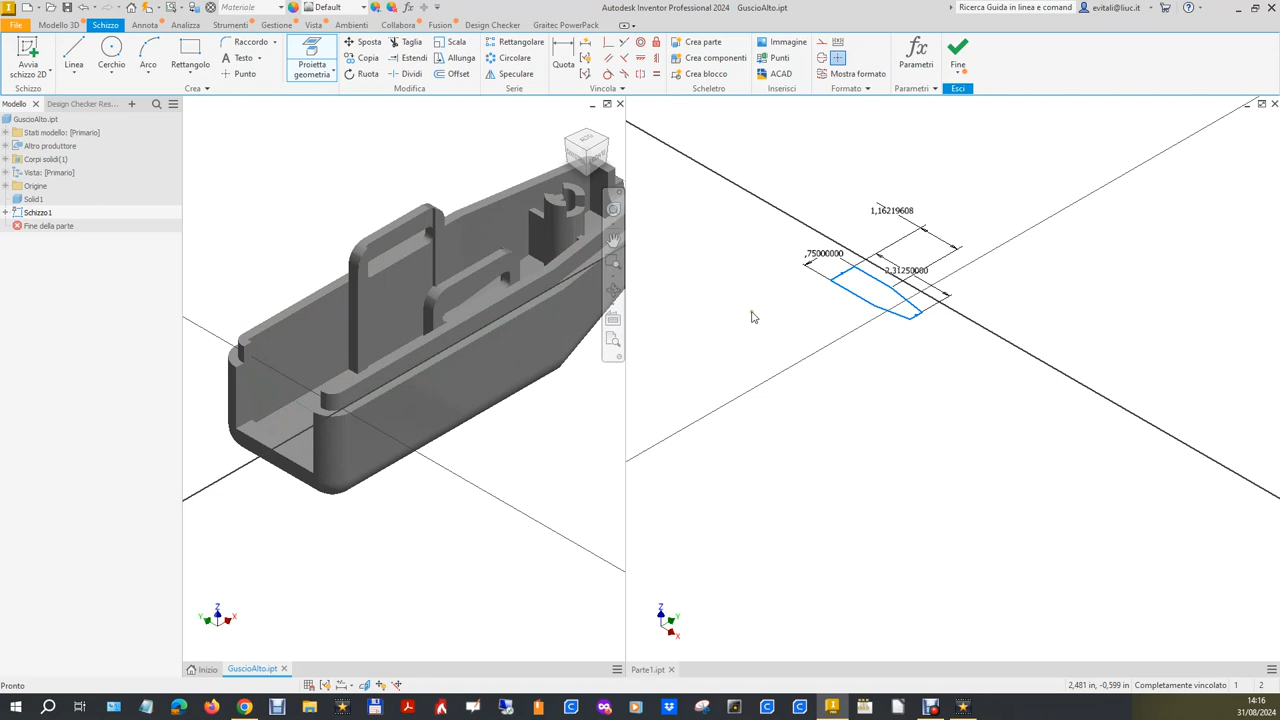 Materiale
Default
Autodesk Inventor Professional 2024 GuscioAlto.ipt
Ricerca Guida in linea e comandi
evitali@liuc.it
File
Modello 3D
Schizzo
Annota
Analizza
Strumenti
Gestione
Vista
Ambienti
Collabora
Fusion
Design Checker
Graitec PowerPack
Avvia schizzo 2D
Linea
Cerchio
Arco
Rettangolo
Raccordo
Testo
Punto
Proietta geometria
Sposta
Copia
Ruota
Taglia
Estendi
Dividi
Scala
Allunga
Offset
Rettangolare
Circolare
Speculare
Quota
Crea parte
Crea componenti
Crea blocco
Immagine
Punti
ACAD
Mostra formato
fx
Parametri
Fine
Schizzo
Crea
Modifica
Serie
Vincola
Scheletro
Inserisci
Formato
Parametri
Esci
Modello
Design Checker Res...
GuscioAlto.ipt
Stati modello: [Primario]
Altro produttore
Corpi solidi(1)
Vista: [Primario]
Origine
Solid1
Schizzo1
Fine della parte
1,16219608
,75000000
2,31250000
Z
Y
X
Z
Y
X
Inizio
GuscioAlto.ipt
Parte1.ipt
Pronto
2,481 in, -0,599 in
Completamente vincolato
1
2
14:16
31/08/2024